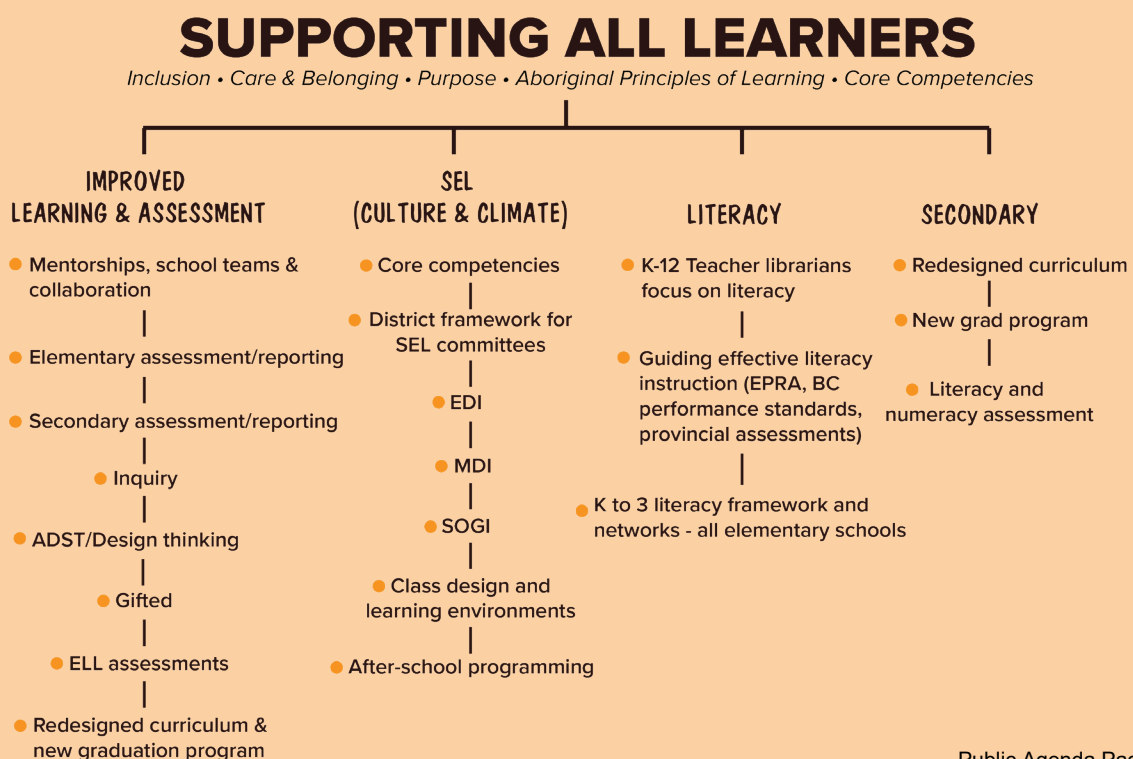 SUPPORTING ALL LEARNERS
Inclusion • Care & Belonging • Purpose • Aboriginal Principles of Learning • Core Competencies
IMPROVED
LEARNING & ASSESSMENT
• Mentorships, school teams &
collaboration
• Elementary assessment/reporting
• Secondary assessment/reporting
• Inquiry
• ADST/Design thinking
• Gifted
• ELL assessments
• Redesigned curriculum &
new graduation program
SEL
(CULTURE & CLIMATE)
• Core competencies
• District framework for
SEL committees
• EDI
• MDI
• SOGI
• Class design and
learning environments
• After-school programming
LITERACY
• K-12 Teacher librarians
focus on literacy
• Guiding effective literacy
instruction (EPRA, BC
performance standards,
provincial assessments)
• K to 3 literacy framework and
networks - all elementary schools
SECONDARY
• Redesigned curriculum
• New grad program
• Literacy and
numeracy assessment
Public Agenda